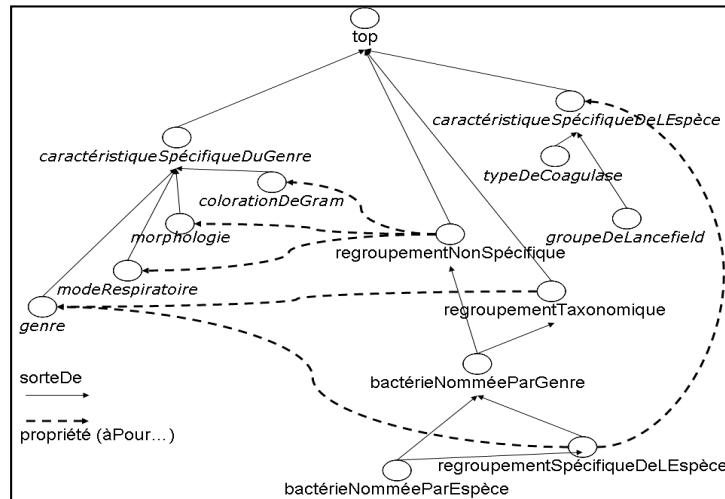 top
caractéristiqueSpécifiqueDeLEspèce
caractéristiqueSpécifiqueDuGenre
typeDeCoagulase
colorationDeGram
morphologie
groupeDeLancefield
regroupementNonSpécifique
modeRespiratoire
genre
regroupementTaxonomique
sorteDe
bactérieNomméeParGenre
propriété (àPour...)
regroupementSpécifiqueDeLEspèce
bactérieNomméeParEspèce